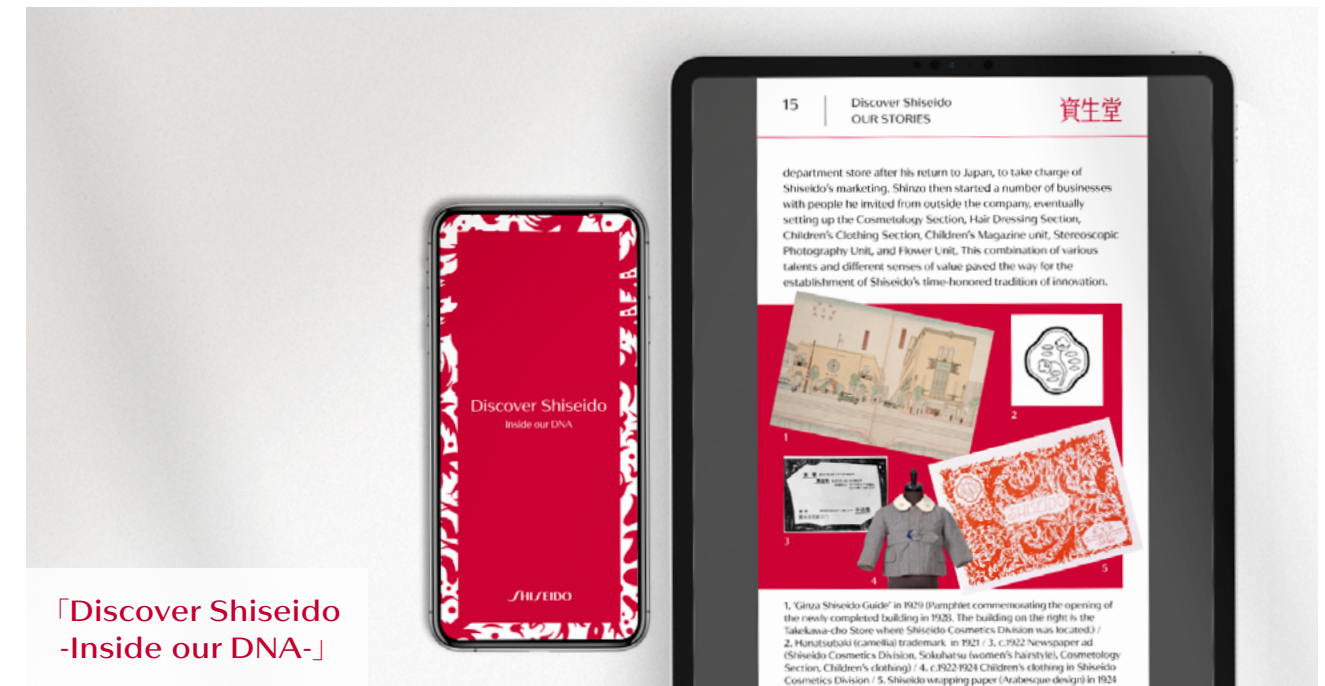 15
Discover Shiseido
OUR STORIES
資生堂
department store after his return to Japan, to take charge of
Shiseido's marketing. Shinzo then started a number of businesses
with people he invited from outside the company, eventually
setting up the Cosmetology Section, Hair Dressing Section,
Children's Clothing Section, Children's Magazine unit, Stereoscopic
Photography Unit, and Flower Unit. This combination of various
talents and different senses of value paved the way for the
establishment of Shiseido's time-honored tradition of innovation.
1
2
3
4
SHISEIDO
5
1, 'Ginza Shiseido Guide' in 1929 (Pamphlet commemorating the opening of
the newly completed building in 1928. The building on the right is the
Takekawa-cho Store where Shiseido Cosmetics Division was located.) /
2, Hanatsubaki (camellia) trademark in 1921 / 3, c.1922 Newspaper ad
(Shiseido Cosmetics Division, Sokuhatsu (women's hairstyle), Cosmetology
Section, Children's clothing) / 4, c.1922-1924 Children's clothing in Shiseido
Cosmetics Division / 5, Shiseido wrapping paper (Arabesque design) in 1924
Discover Shiseido
Inside our DNA
SHISEIDO
「Discover Shiseido
-Inside our DNA-」